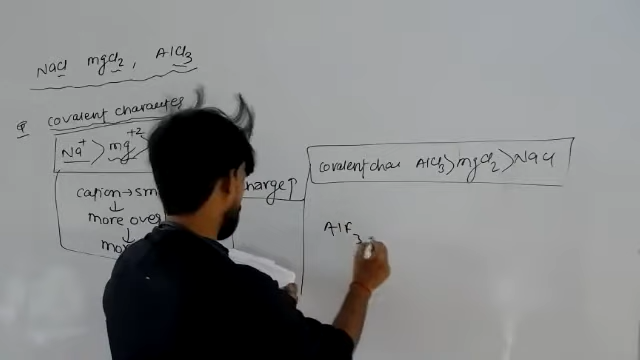 NaCl MgCl2, AlCl3
Q covalent character
Na+ > Mg+2 >
cation → sm
↓
more over
↓
mo
charge ↑
covalent char AlCl3 > MgCl2 > NaCl
AlF3